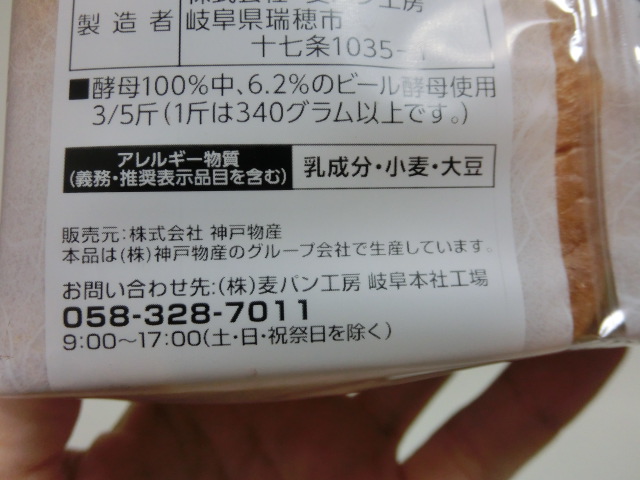 製造者
岐阜県瑞穂市
十七条1035-
■酵母100%中、6.2%のビール酵母使用
3/5斤(1斤は340グラム以上です。)
アレルギー物質
(義務・推奨表示品目を含む)
乳成分・小麦・大豆
販売元:株式会社 神戸物産
本品は(株)神戸物産のグループ会社で生産しています。
お問い合わせ先:(株)麦パン工房 岐阜本社工場
058-328-7011
9:00～17:00(土・日・祝祭日を除く)